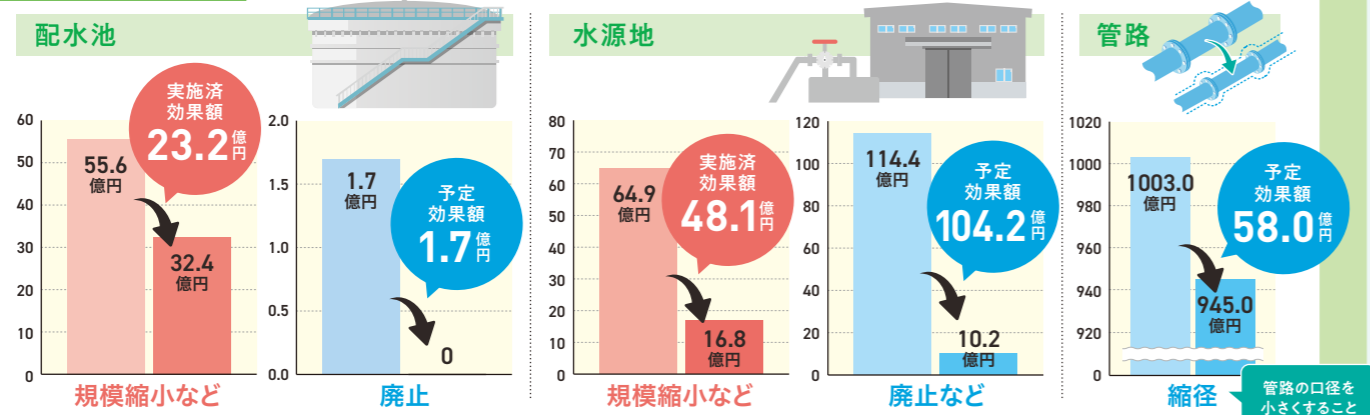 配水池
実施済
効果額
23.2億円
60
50
40
30
20
10
0
55.6
億円
32.4
億円
規模縮小など
2.0
1.5
1.0
0.5
0.0
1.7
億円
予定
効果額
1.7億円
0
廃止
水源地
80
70
60
50
40
30
20
10
0
64.9
億円
実施済
効果額
48.1億円
16.8
億円
規模縮小など
120
100
80
60
40
20
0
114.4
億円
予定
効果額
104.2億円
10.2
億円
廃止など
管路
1020
1000
980
960
940
920
0
1003.0
億円
予定
効果額
58.0億円
945.0
億円
縮径
管路の口径を
小さくすること